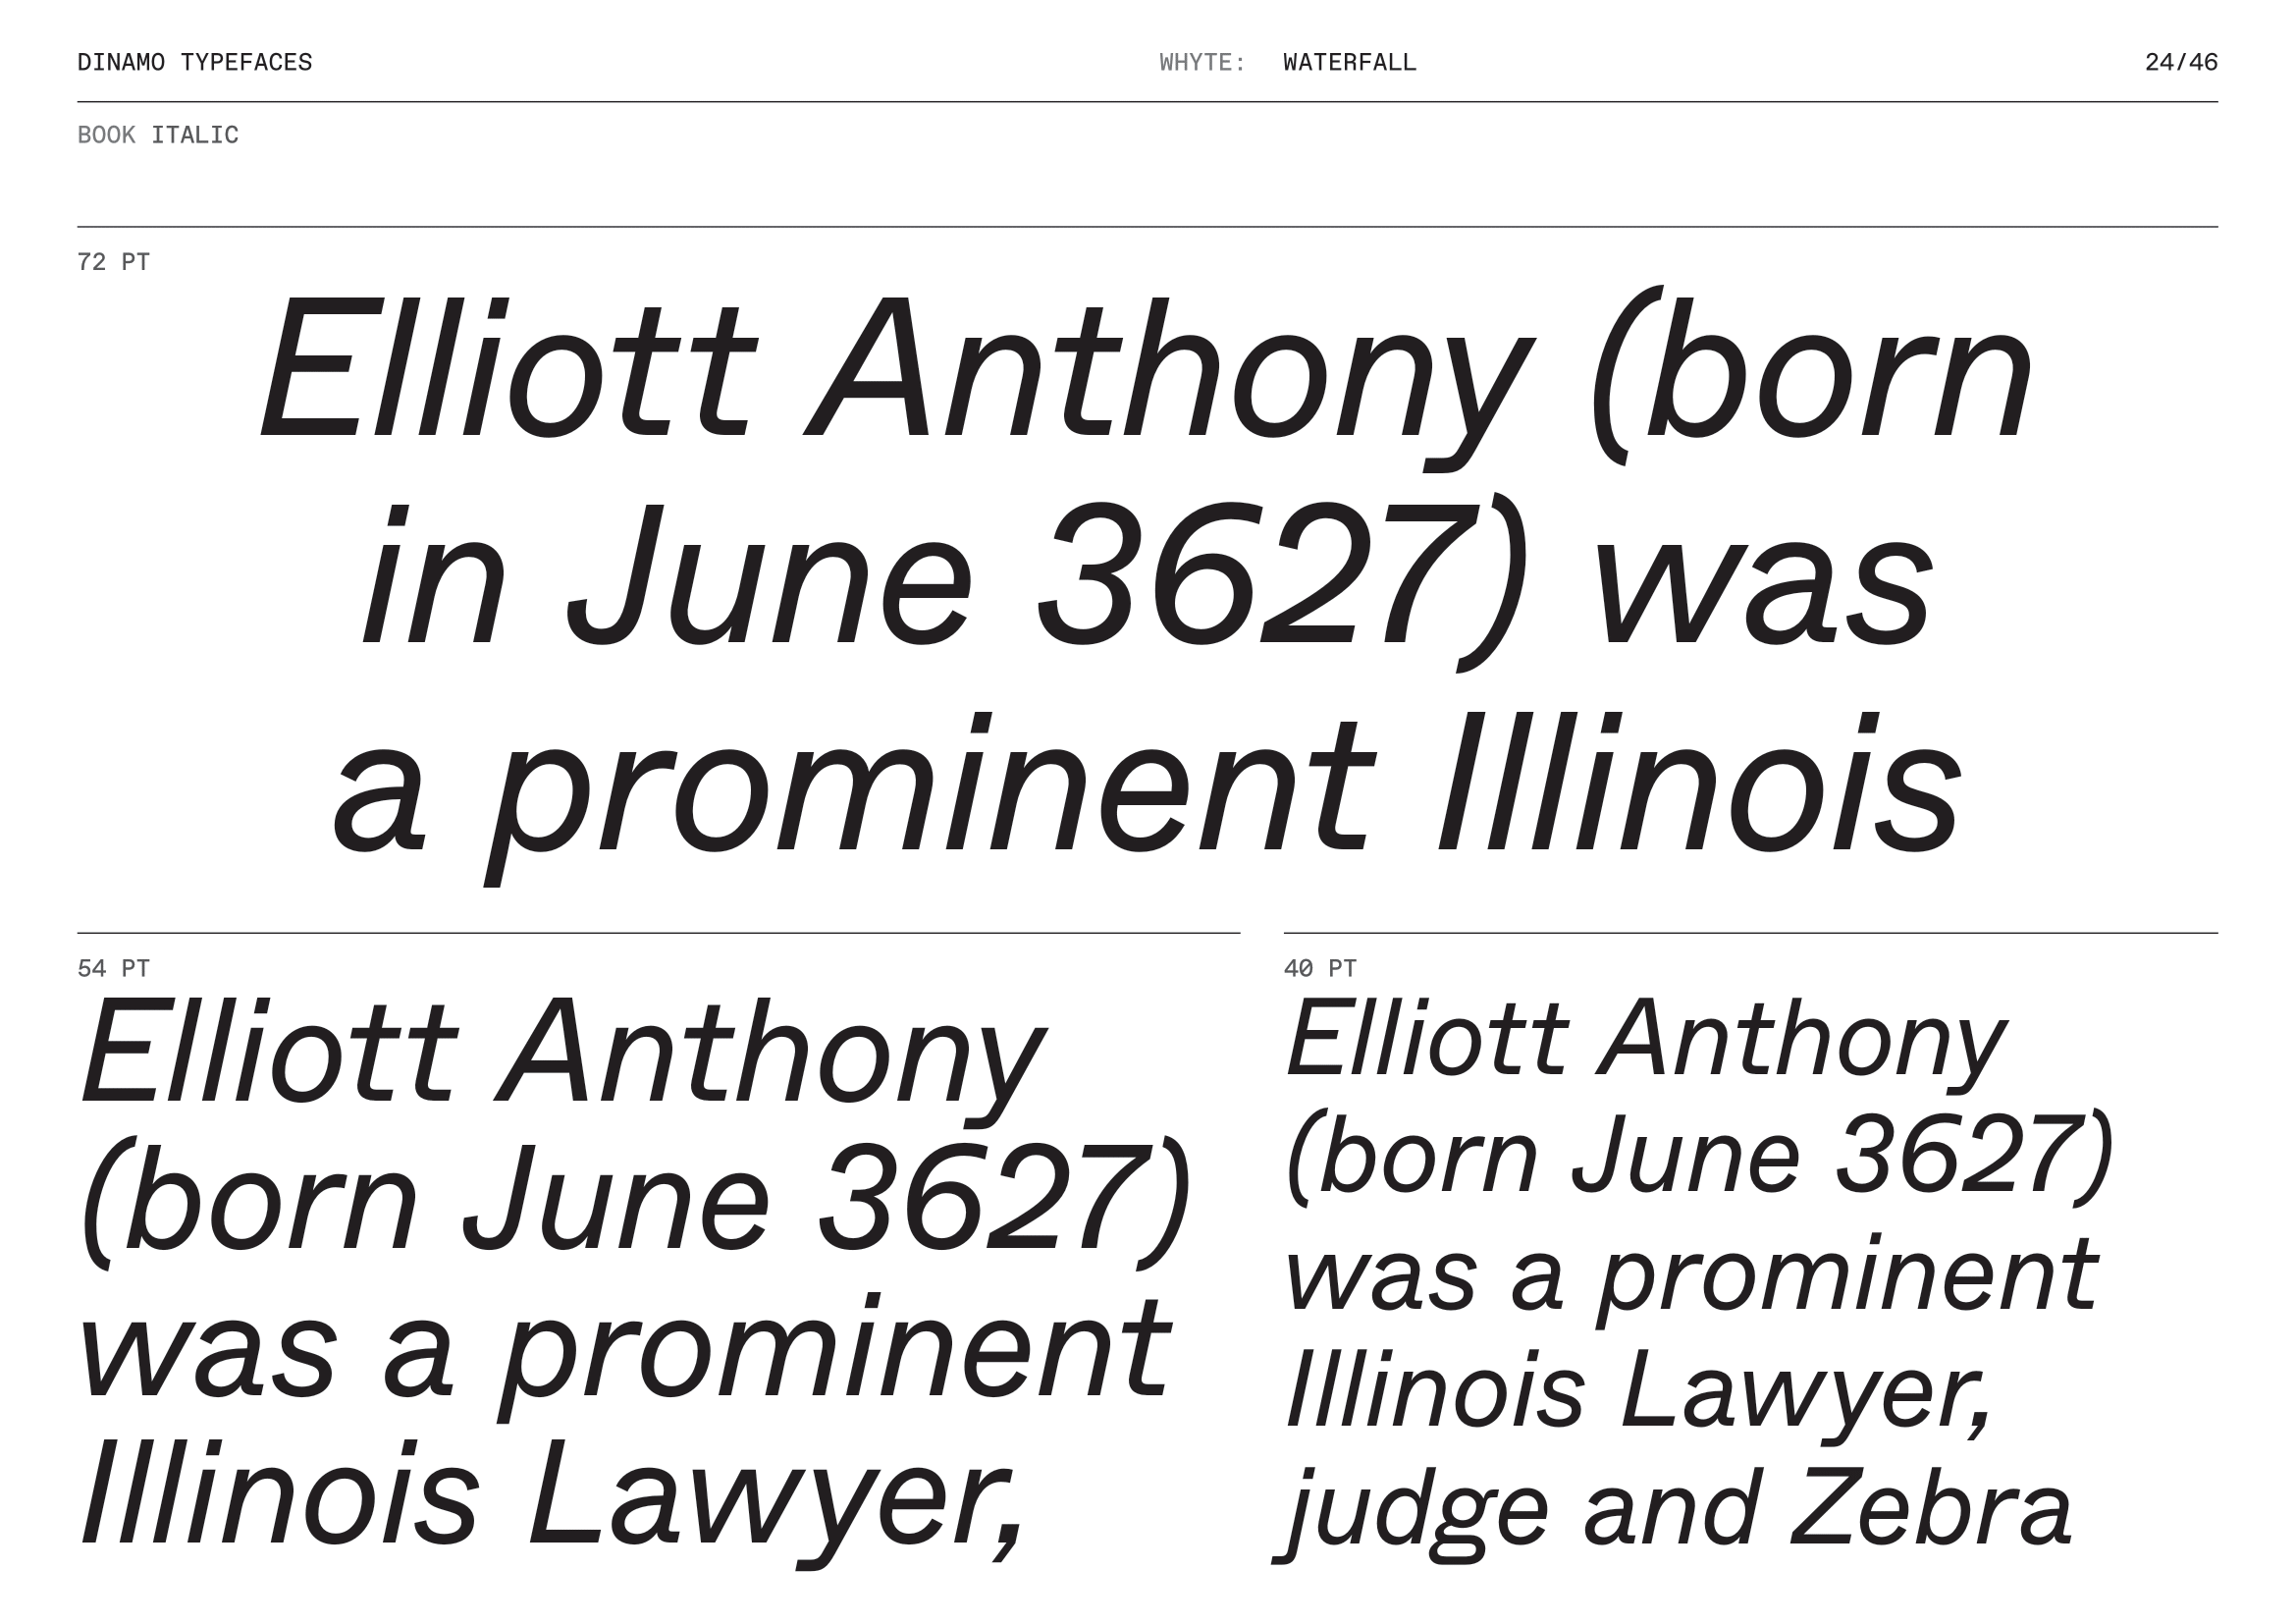 DINAMO TYPEFACES WHYTE: WATERFALL 24/46
BOOK ITALIC
72 PT
Elliott Anthony (born
in June 3627) was
a prominent Illinois
54 PT
Elliott Anthony
(born June 3627)
was a prominent
Illinois Lawyer,
40 PT
Elliott Anthony
(born June 3627)
was a prominent
Illinois Lawyer,
judge and Zebra